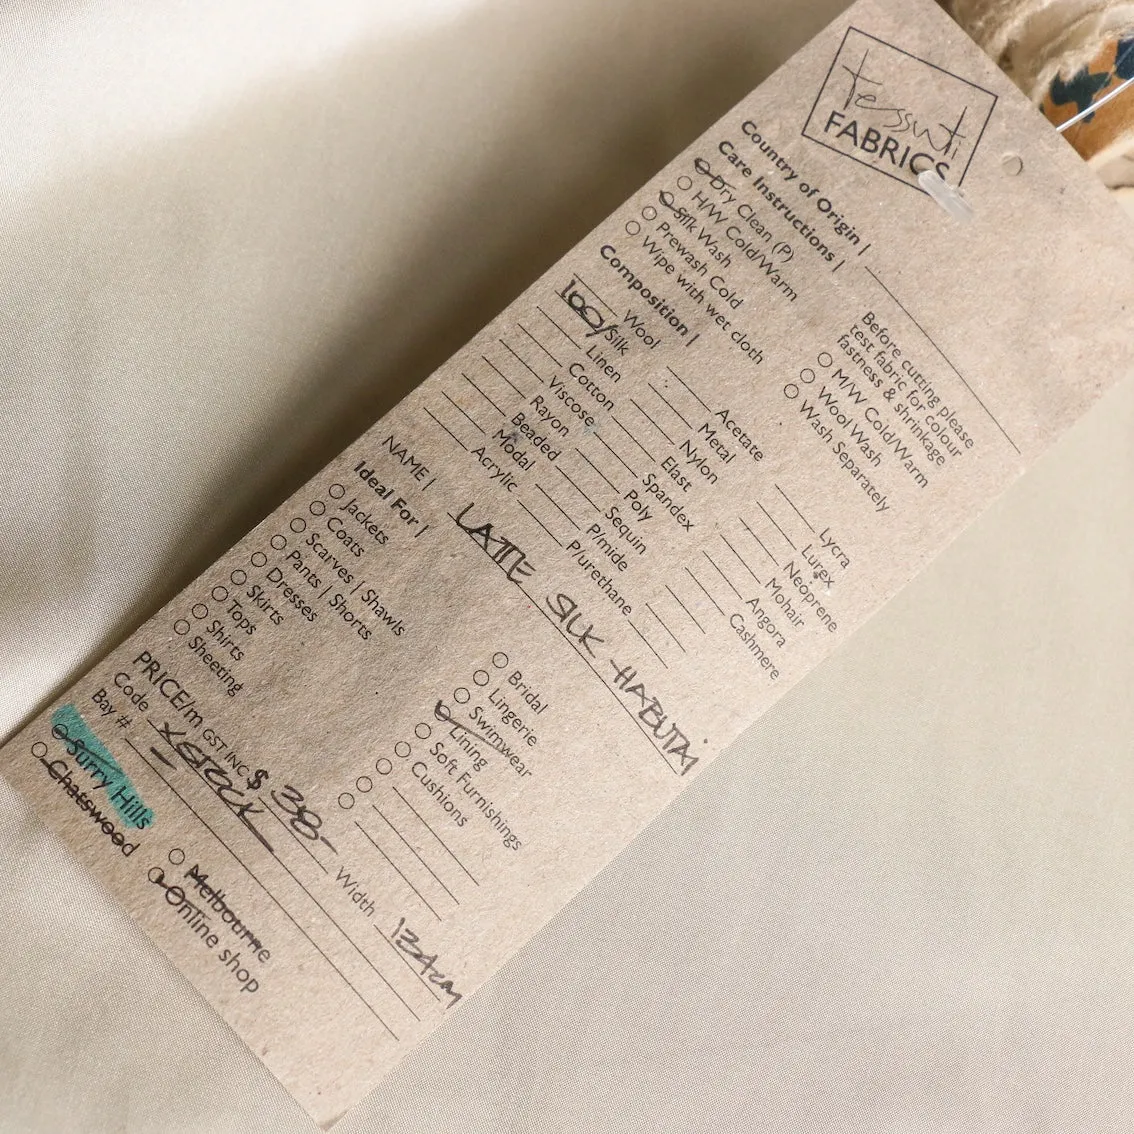 tessuti
FABRICS
Country of Origin |
Care Instructions |
Dry Clean (P)
H/W Cold/Warm
Silk Wash
Prewash Cold
Wipe with wet cloth
Before cutting please
test fabric for colour
fastness & shrinkage
M/W Cold/Warm
Wool Wash
Wash Separately
Composition |
Wool
100% Silk
Linen
Cotton
Viscose
Rayon
Beaded
Modal
Acrylic
Acetate
Metal
Nylon
Elast
Spandex
Poly
Sequin
P/mide
P/urethane
Lycra
Lurex
Neoprene
Mohair
Angora
Cashmere
NAME | LATTE SILK HABUTAI
Ideal For |
Jackets
Coats
Scarves | Shawls
Pants | Shorts
Dresses
Skirts
Tops
Shirts
Sheeting
Bridal
Lingerie
Swimwear
Lining
Soft Furnishings
Cushions
PRICE/m GST INC $ 38- Width 134cm
Code XSTOCK
Bay #
Surry Hills
Chatswood
Melbourne
Online shop